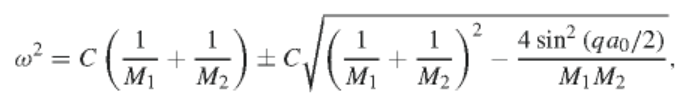 ω² = C ( 1/M₁ + 1/M₂ ) ± C√( ( 1/M₁ + 1/M₂ )² − 4 sin² (qa₀/2)/M₁M₂ ),